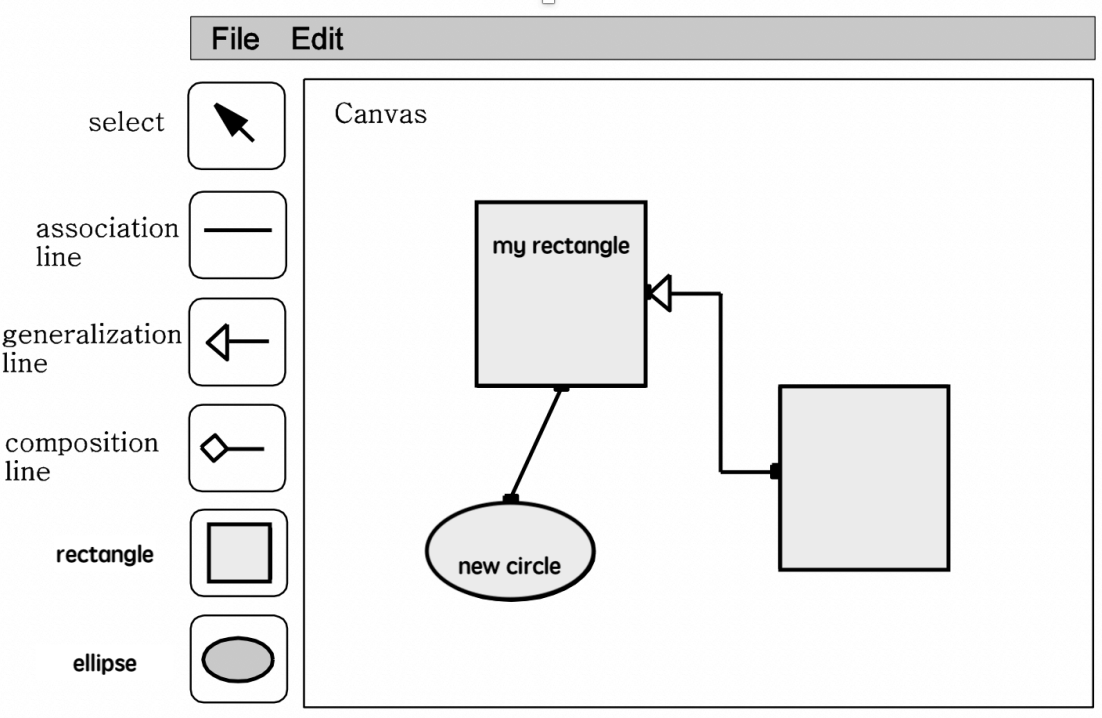 File Edit
select
Canvas
association
line
my rectangle
generalization
line
composition
line
rectangle
new circle
ellipse